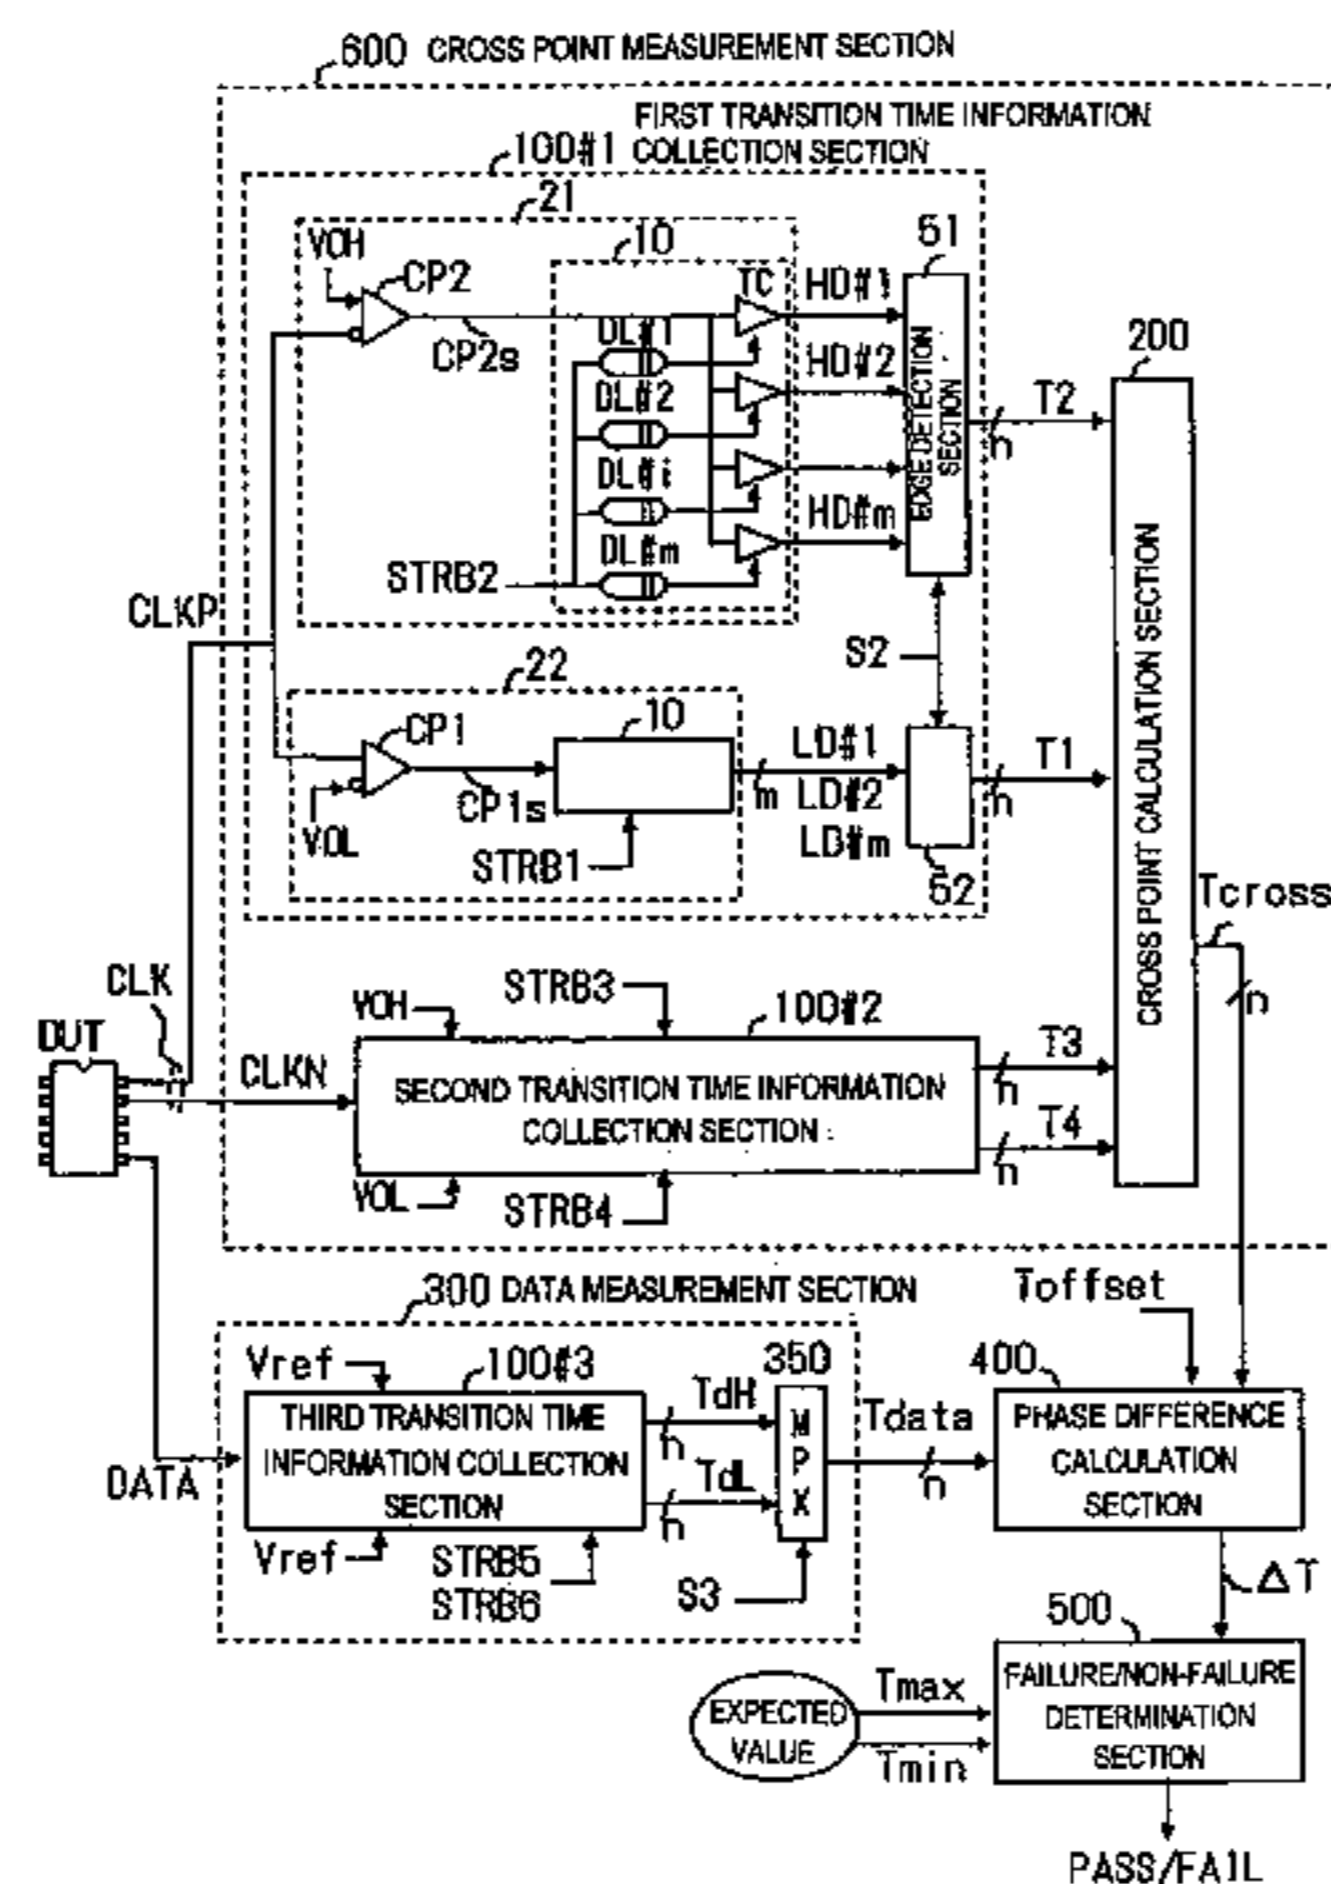 600 CROSS POINT MEASUREMENT SECTION
FIRST TRANSITION TIME INFORMATION
100#1 COLLECTION SECTION
21
VOH
CP2
10
TC
HD#1
51
DL#1
CP2s
HD#2
200
DL#2
EDGE DETECTION
SECTION
T2
n
DL#i
HD#m
DL#m
STRB2
CLKP
S2
CROSS POINT CALCULATION SECTION
22
CP1
10
LD#1
T1
CP1s
m
LD#2
n
VOL
LD#m
STRB1
52
Tcross
n
CLK
VOH
STRB3
100#2
DUT
CLKN
T3
SECOND TRANSITION TIME INFORMATION
n
COLLECTION SECTION
T4
n
VOL
STRB4
300 DATA MEASUREMENT SECTION
Toffset
Vref
100#3
350
400
TdH
Tdata
THIRD TRANSITION TIME
n
MPX
PHASE DIFFERENCE
INFORMATION COLLECTION
TdL
n
CALCULATION
DATA
SECTION
n
SECTION
Vref
STRB5
STRB6
S3
ΔT
500
Tmax
FAILURE/NON-FAILURE
EXPECTED
DETERMINATION
VALUE
Tmin
SECTION
PASS/FAIL